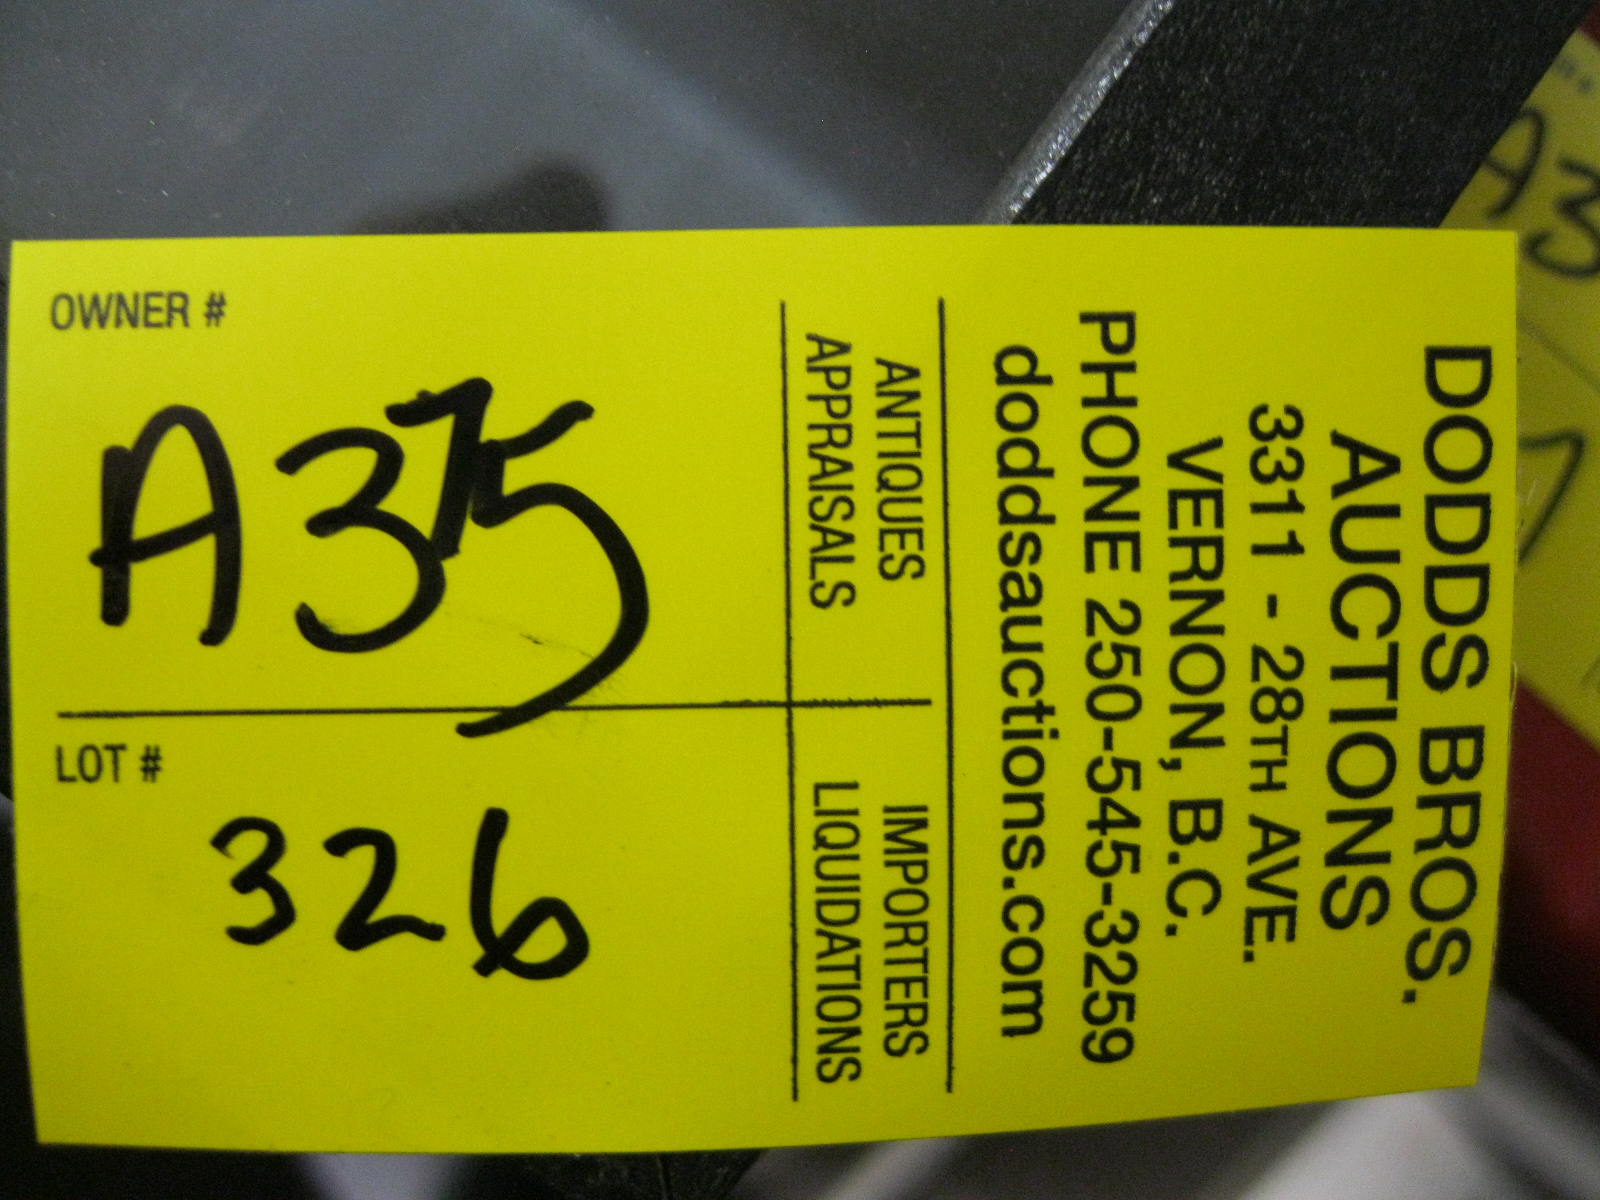 DODDS BROS.
AUCTIONS
3311 - 28TH AVE.
VERNON, B.C.
PHONE 250-545-3259
doddsauctions.com
ANTIQUES
APPRAISALS
IMPORTERS
LIQUIDATIONS
OWNER #
A375
LOT #
326
A3